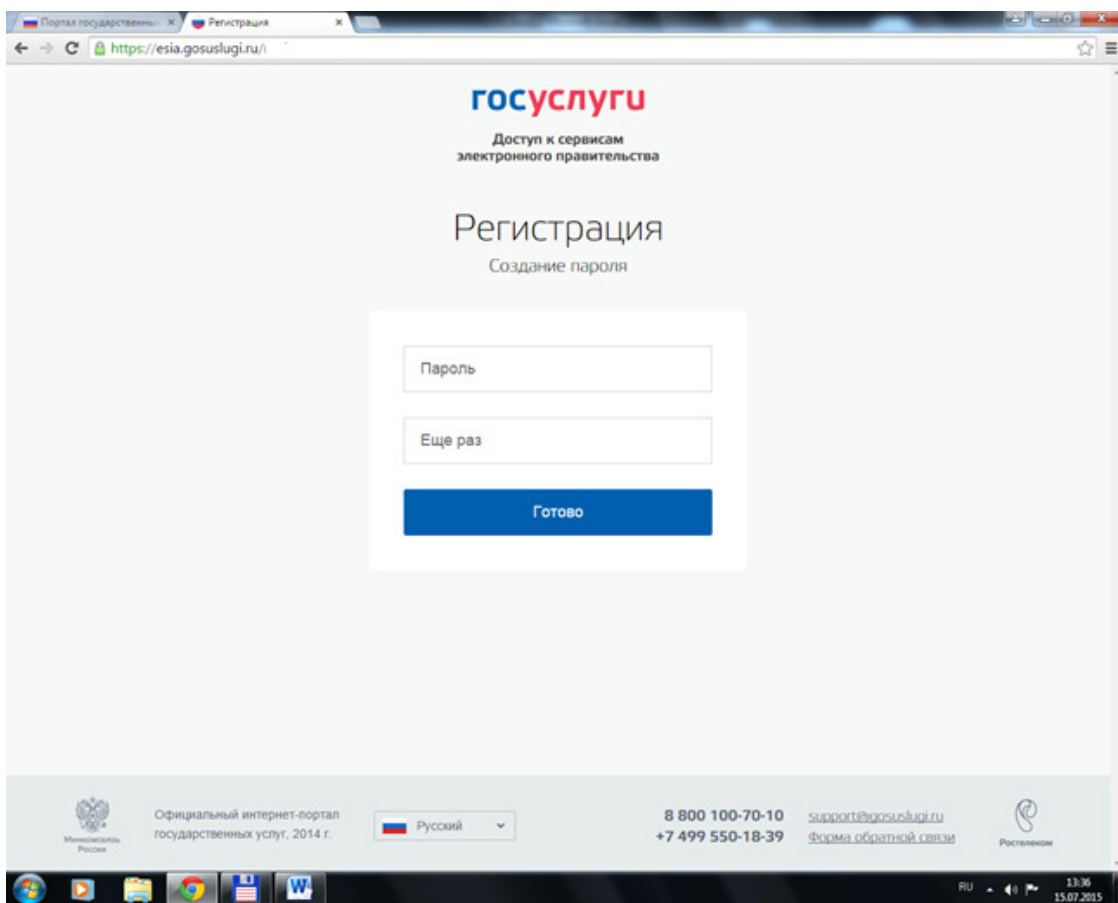 Портал государственны
Регистрация
https://esia.gosuslugi.ru/
госуслуги
Доступ к сервисам
электронного правительства
Регистрация
Создание пароля
Пароль
Еще раз
Готово
Официальный интернет-портал
государственных услуг, 2014 г.
Минкомсвязь
России
Русский
8 800 100-70-10
+7 499 550-18-39
support@gosuslugi.ru
Форма обратной связи
Ростелеком
RU
13:36
15.07.2015